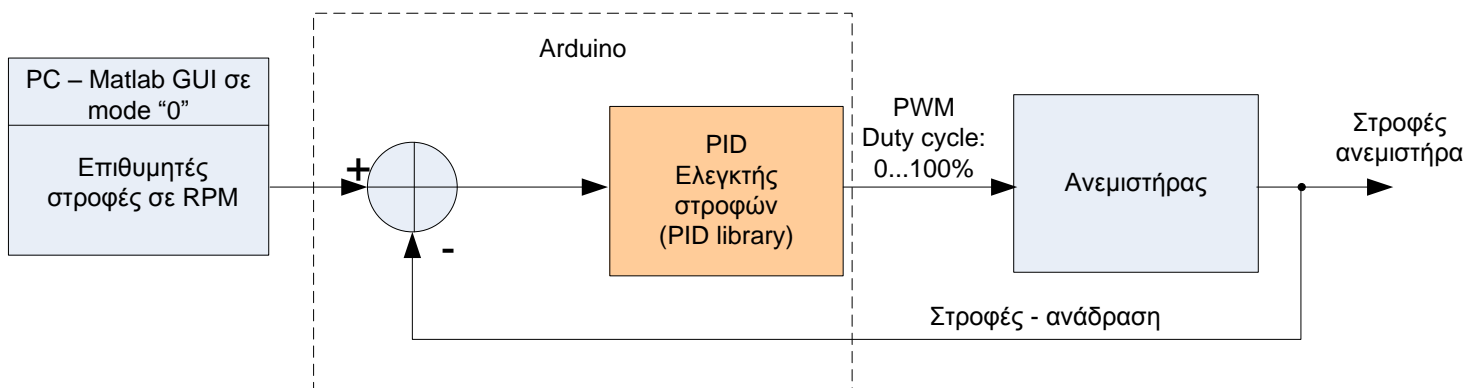 Arduino
PC – Matlab GUI σε
mode “0”
Επιθυμητές
στροφές σε RPM
+
-
PID
Ελεγκτής
στροφών
(PID library)
PWM
Duty cycle:
0...100%
Ανεμιστήρας
Στροφές
ανεμιστήρα
Στροφές - ανάδραση